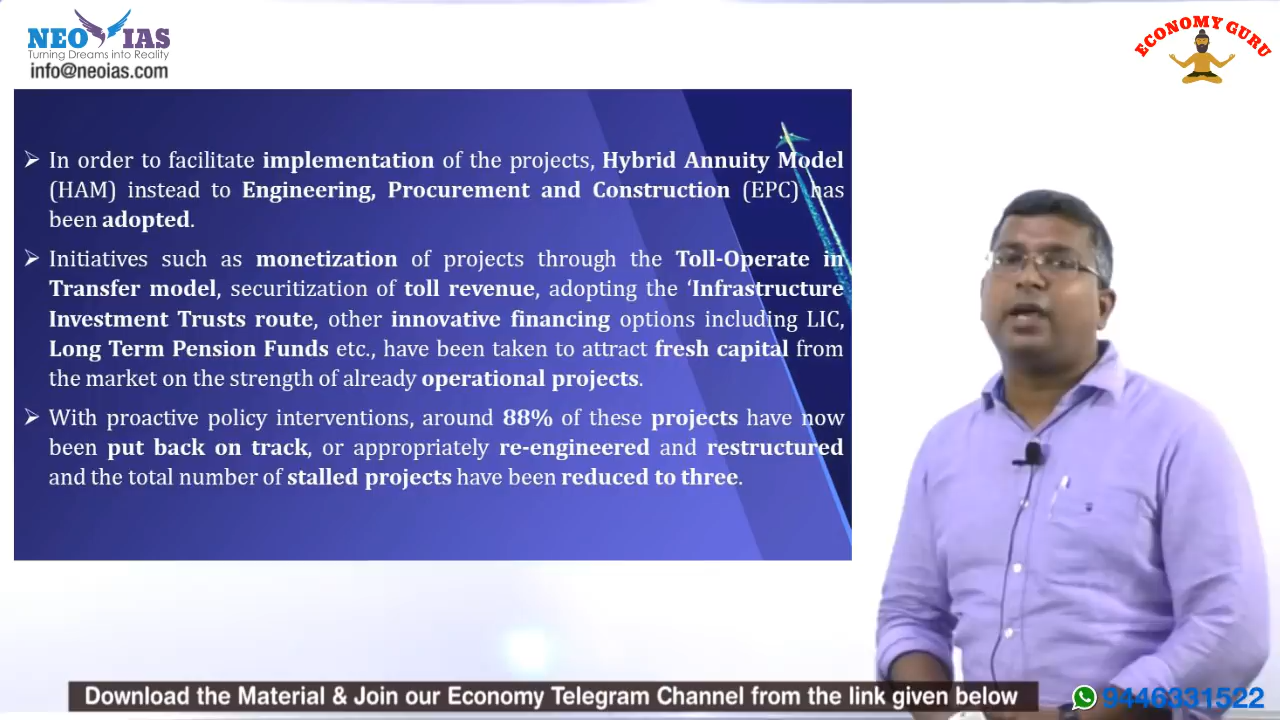 NEO IAS
Turning Dreams into Reality
info@neoias.com
ECONOMY GURU
➢ In order to facilitate implementation of the projects, Hybrid Annuity Model
(HAM) instead to Engineering, Procurement and Construction (EPC) has
been adopted.
➢ Initiatives such as monetization of projects through the Toll-Operate in
Transfer model, securitization of toll revenue, adopting the ‘Infrastructure
Investment Trusts route, other innovative financing options including LIC,
Long Term Pension Funds etc., have been taken to attract fresh capital from
the market on the strength of already operational projects.
➢ With proactive policy interventions, around 88% of these projects have now
been put back on track, or appropriately re-engineered and restructured
and the total number of stalled projects have been reduced to three.
Download the Material & Join our Economy Telegram Channel from the link given below
9446331522